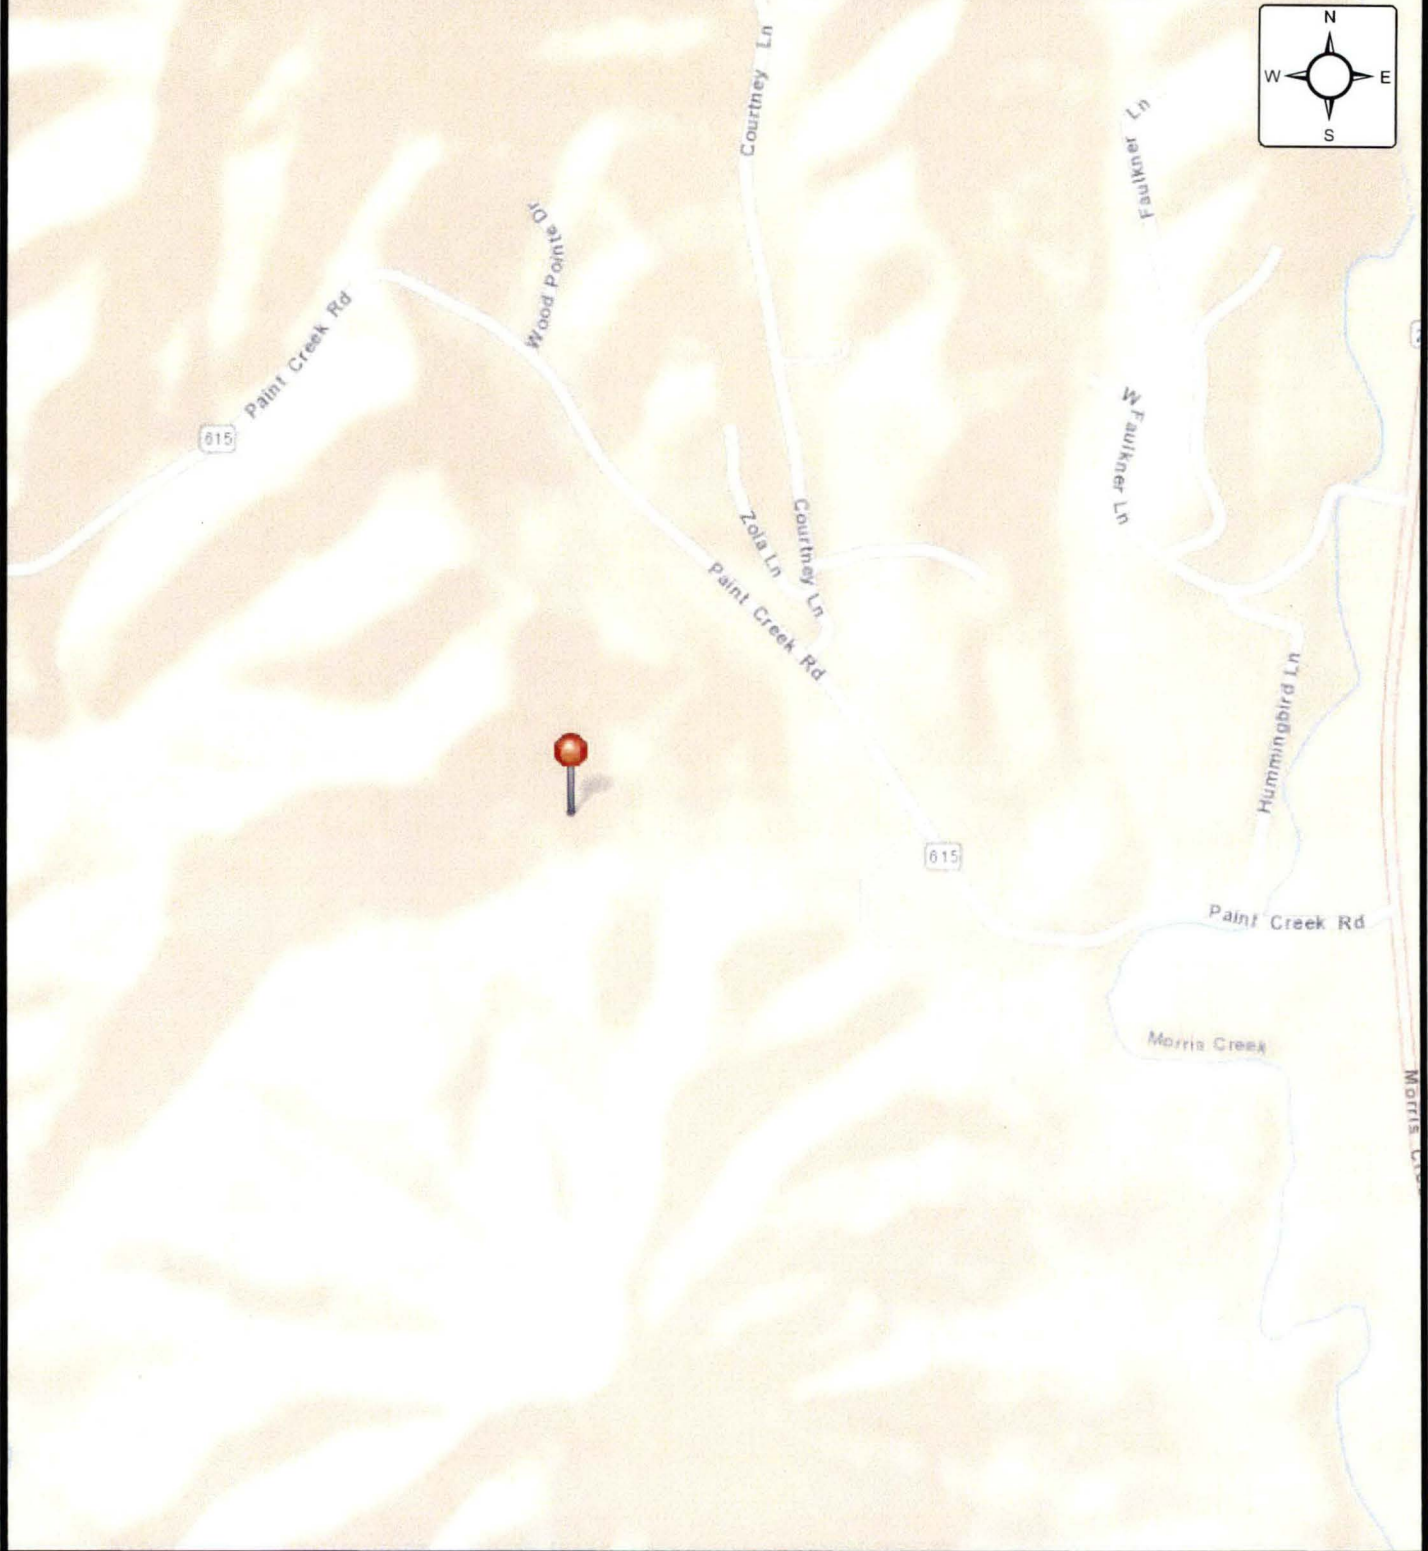 N
W E
S
Courtney Ln
Faulkner Ln
Wood Pointe Dr
Paint Creek Rd
615
W Faulkner Ln
Zola Ln
Courtney Ln
Paint Creek Rd
Hummingbird Ln
615
Paint Creek Rd
Morris Creek
Morris